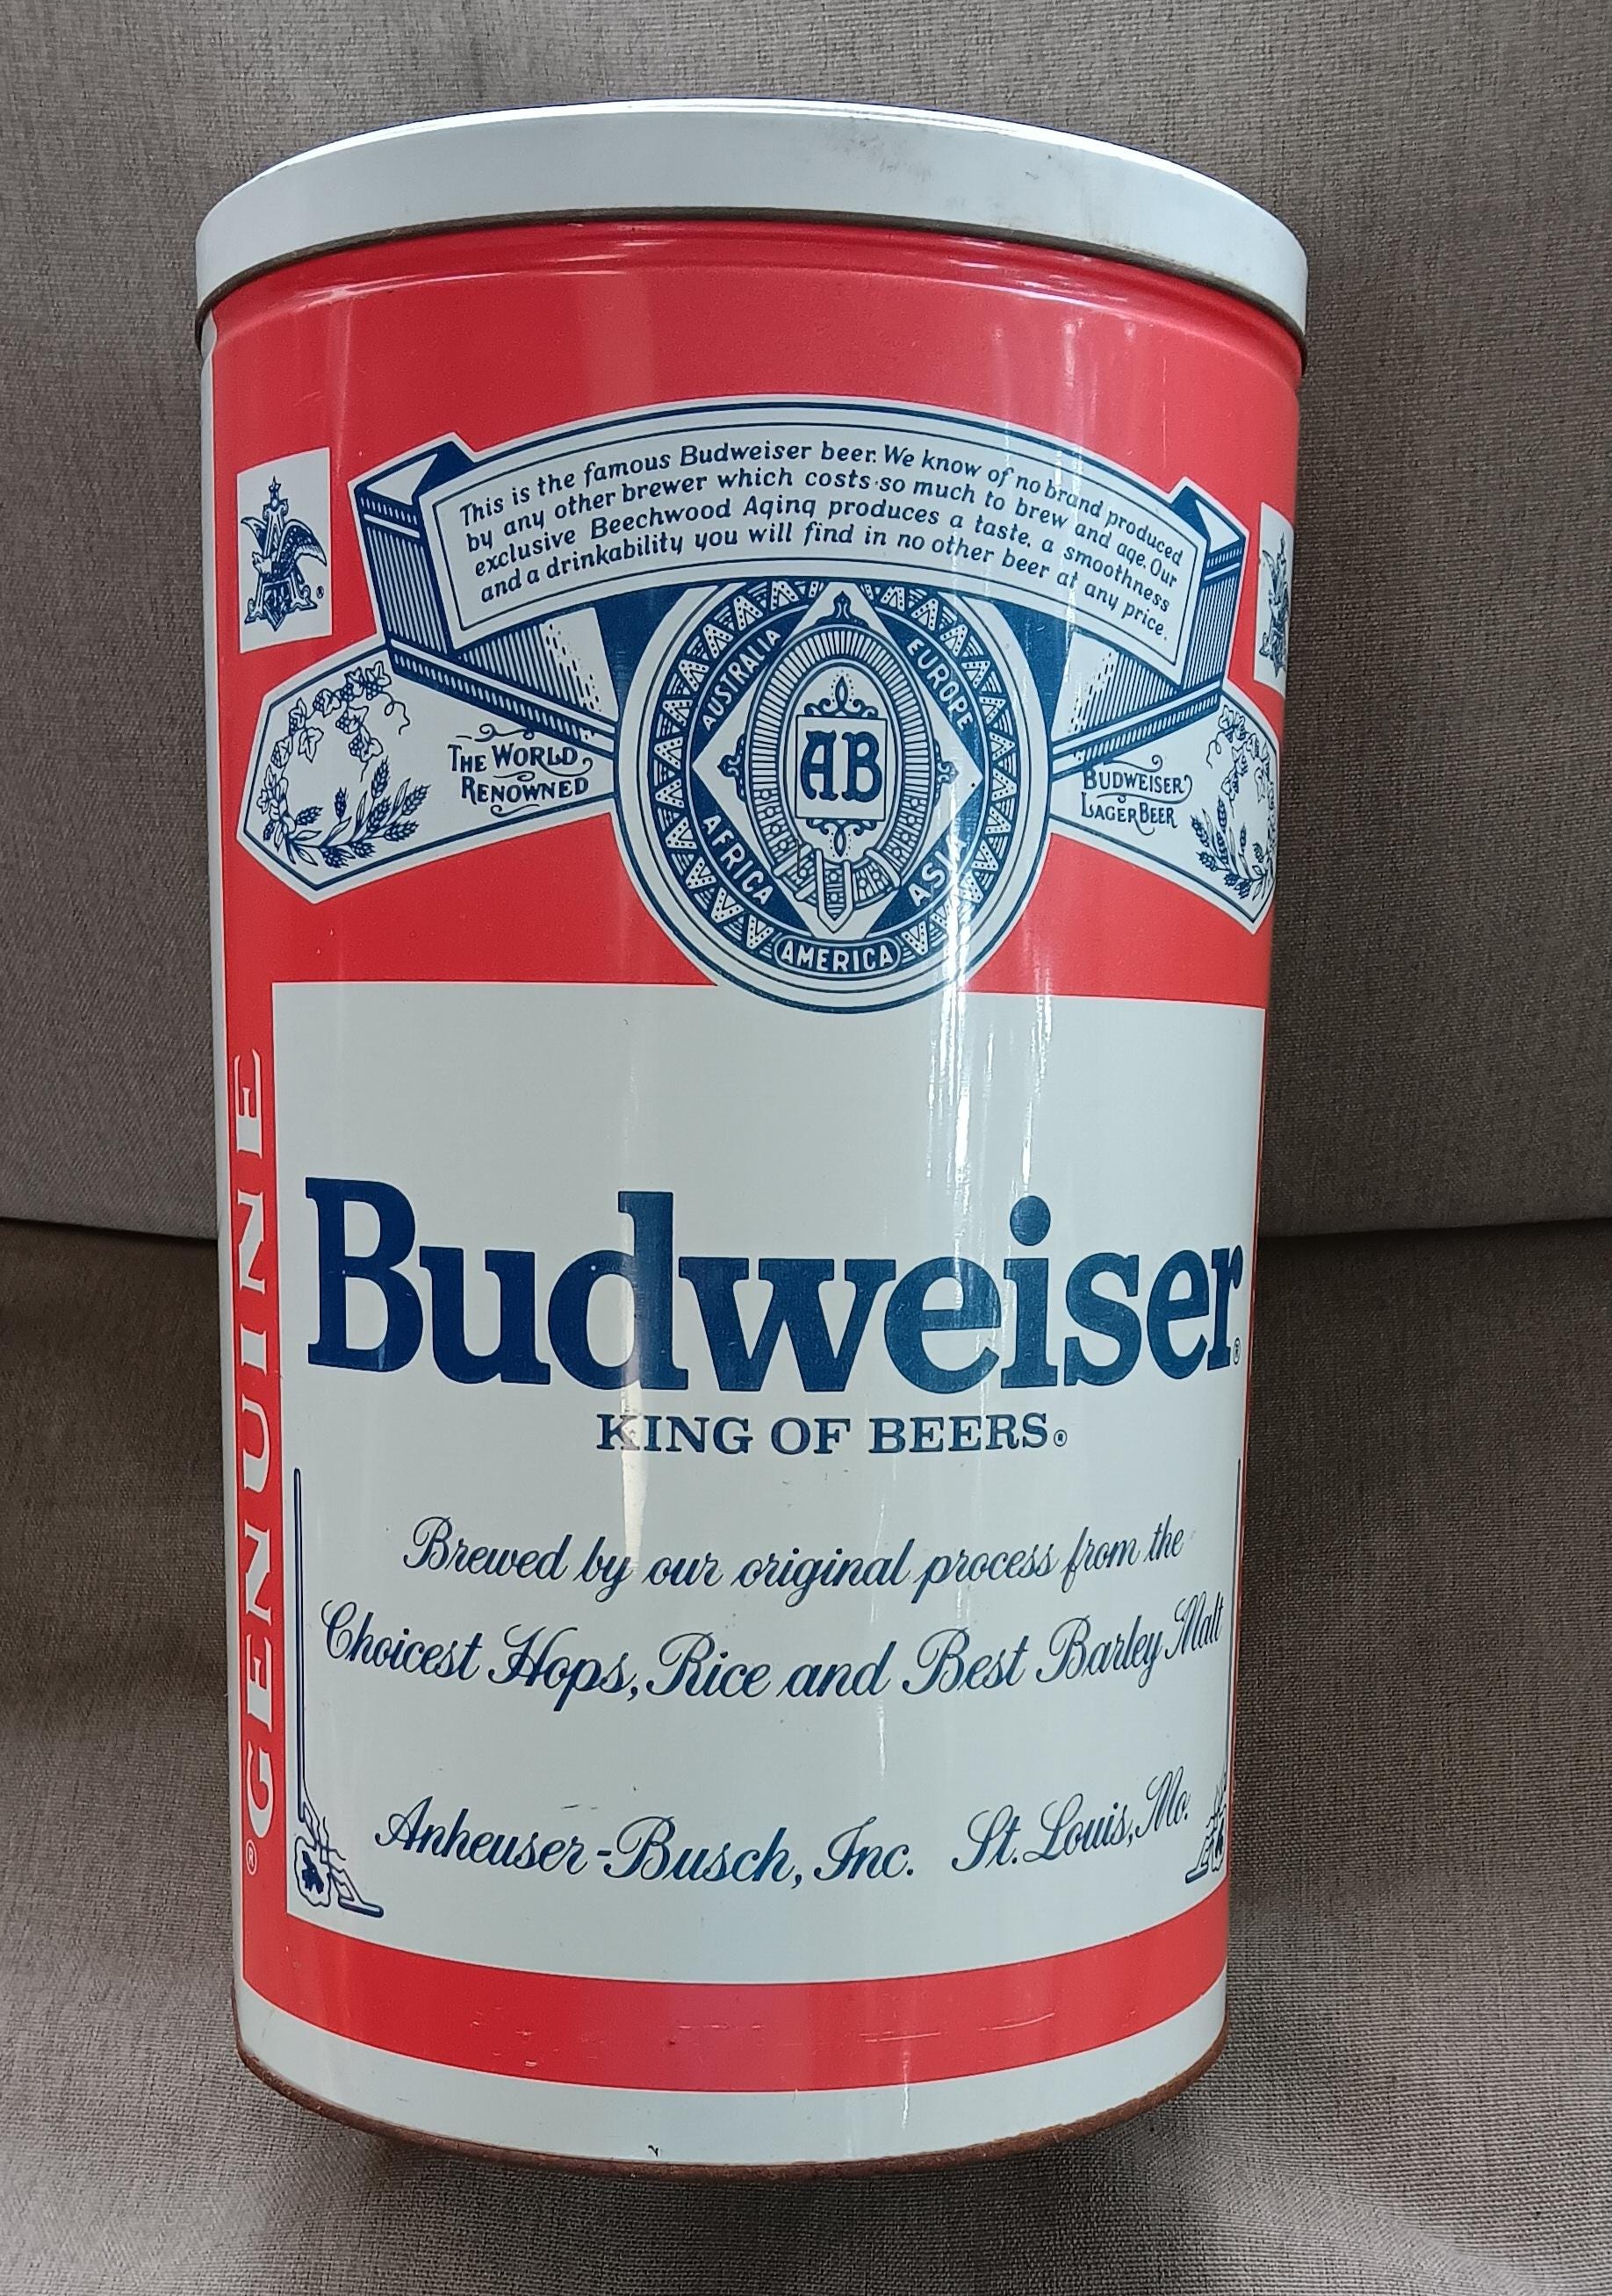 This is the famous Budweiser beer. We know of no brand produced
by any other brewer which costs so much to brew and age. Our
exclusive Beechwood Aging produces a taste, a smoothness
and a drinkability you will find in no other beer at any price.
THE WORLD
RENOWNED
BUDWEISER
LAGER BEER
AUSTRALIA
EUROPE
AB
AFRICA
ASIA
AMERICA
GENUINE®
Budweiser®
KING OF BEERS®
Brewed by our original process from the
Choicest Hops, Rice and Best Barley Malt
Anheuser-Busch, Inc. St. Louis, Mo.